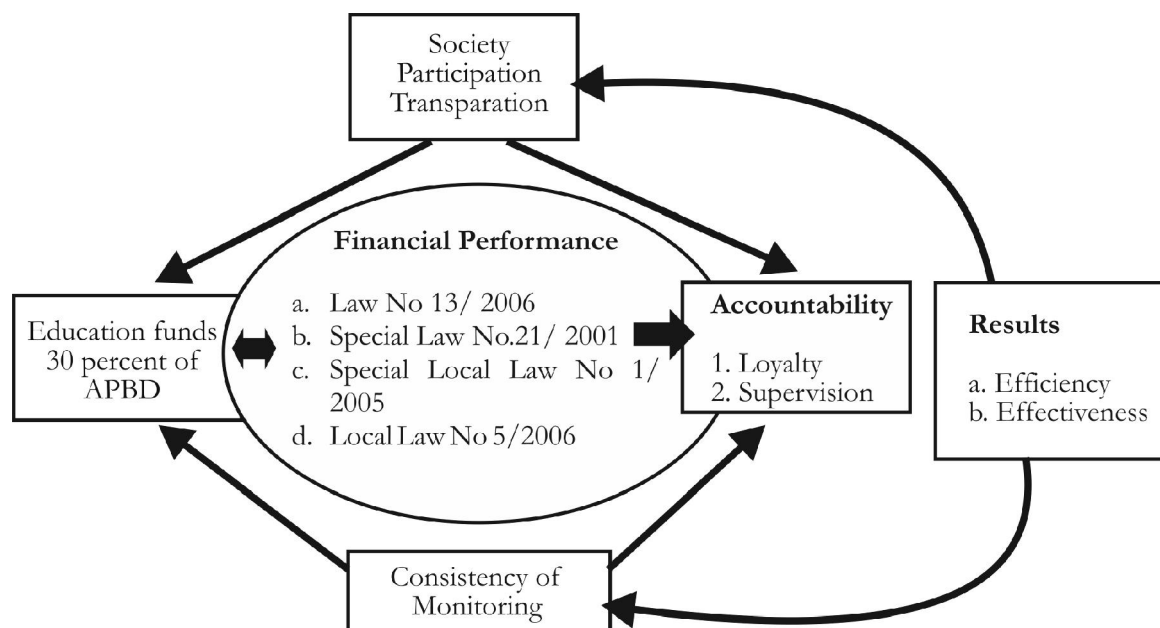 Society
Participation
Transparation
Financial Performance
a. Law No 13/ 2006
b. Special Law No.21/ 2001
c. Special Local Law No 1/
2005
d. Local Law No 5/2006
Education funds
30 percent of
APBD
Accountability
1. Loyalty
2. Supervision
Results
a. Efficiency
b. Effectiveness
Consistency of
Monitoring